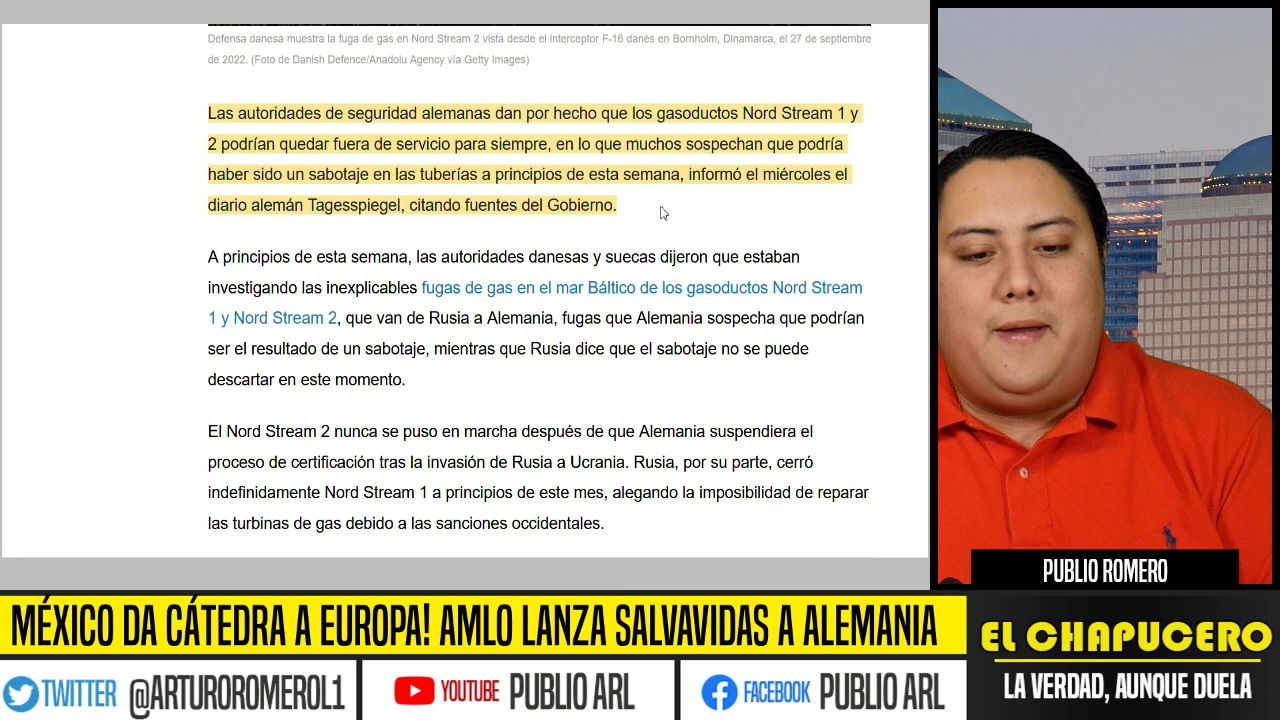 Defensa danesa muestra la fuga de gas en Nord Stream 2 vista desde el interceptor F-16 danés en Bornholm, Dinamarca, el 27 de septiembre
de 2022. (Foto de Danish Defence/Anadolu Agency vía Getty Images)
Las autoridades de seguridad alemanas dan por hecho que los gasoductos Nord Stream 1 y
2 podrían quedar fuera de servicio para siempre, en lo que muchos sospechan que podría
haber sido un sabotaje en las tuberías a principios de esta semana, informó el miércoles el
diario alemán Tagesspiegel, citando fuentes del Gobierno.
A principios de esta semana, las autoridades danesas y suecas dijeron que estaban
investigando las inexplicables fugas de gas en el mar Báltico de los gasoductos Nord Stream
1 y Nord Stream 2, que van de Rusia a Alemania, fugas que Alemania sospecha que podrían
ser el resultado de un sabotaje, mientras que Rusia dice que el sabotaje no se puede
descartar en este momento.
El Nord Stream 2 nunca se puso en marcha después de que Alemania suspendiera el
proceso de certificación tras la invasión de Rusia a Ucrania. Rusia, por su parte, cerró
indefinidamente Nord Stream 1 a principios de este mes, alegando la imposibilidad de reparar
las turbinas de gas debido a las sanciones occidentales.
PUBLIO ROMERO
MÉXICO DA CÁTEDRA A EUROPA! AMLO LANZA SALVAVIDAS A ALEMANIA
EL CHAPUCERO
LA VERDAD, AUNQUE DUELA
TWITTER @ARTUROROMEROL1
YOUTUBE PUBLIO ARL
FACEBOOK PUBLIO ARL